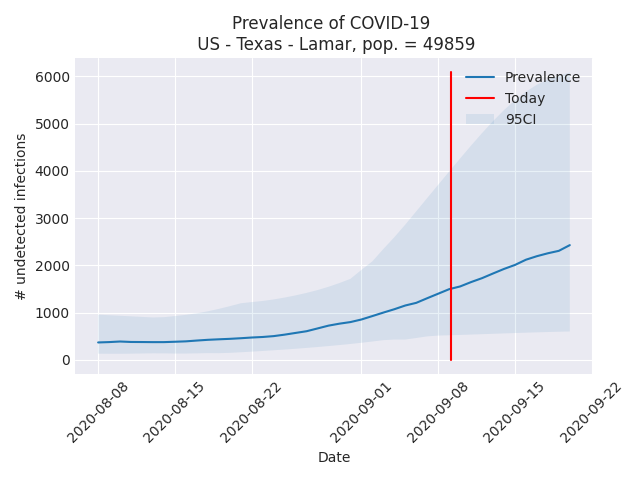 Prevalence of COVID-19
US - Texas - Lamar, pop. = 49859
# undetected infections
6000
5000
4000
3000
2000
1000
0
Prevalence
Today
95CI
2020-08-08
2020-08-15
2020-08-22
2020-09-01
2020-09-08
2020-09-15
2020-09-22
Date